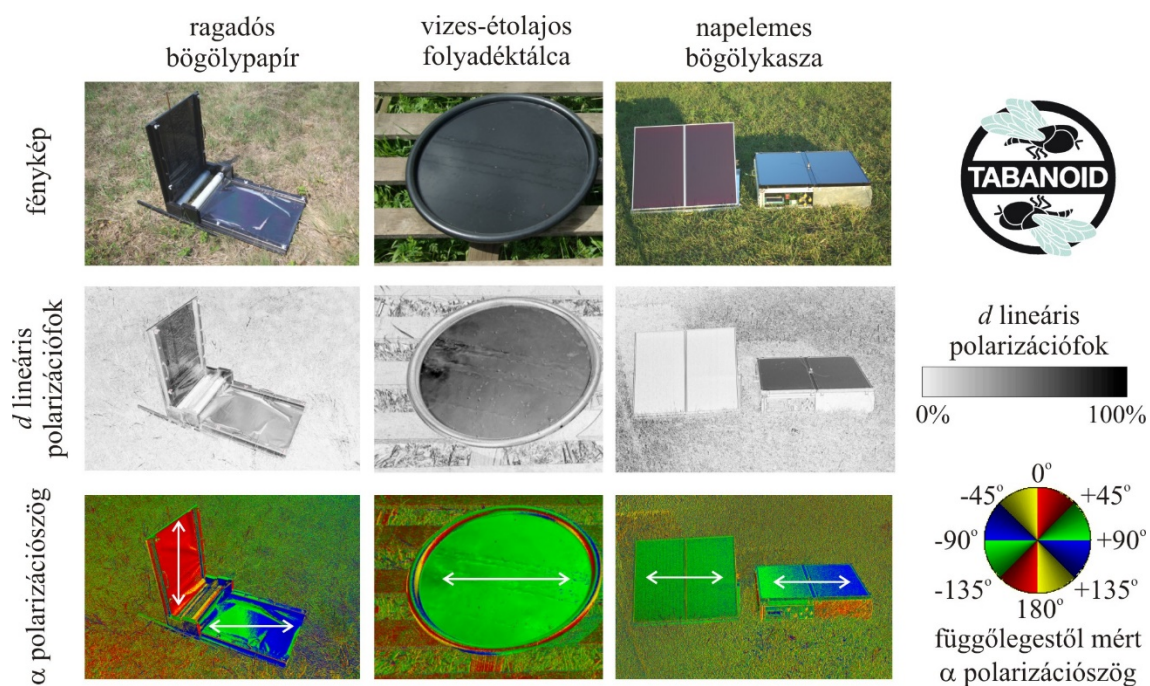 ragadós
bögölypapír
vizes-étolajos
folyadéktálca
napelemes
bögölykasza
fénykép
TABANOID
d lineáris
polarizációfok
d lineáris
polarizációfok
0%
100%
α polarizációszög
0°
-45°
+45°
-90°
+90°
-135°
+135°
180°
függőlegestől mért
α polarizációszög